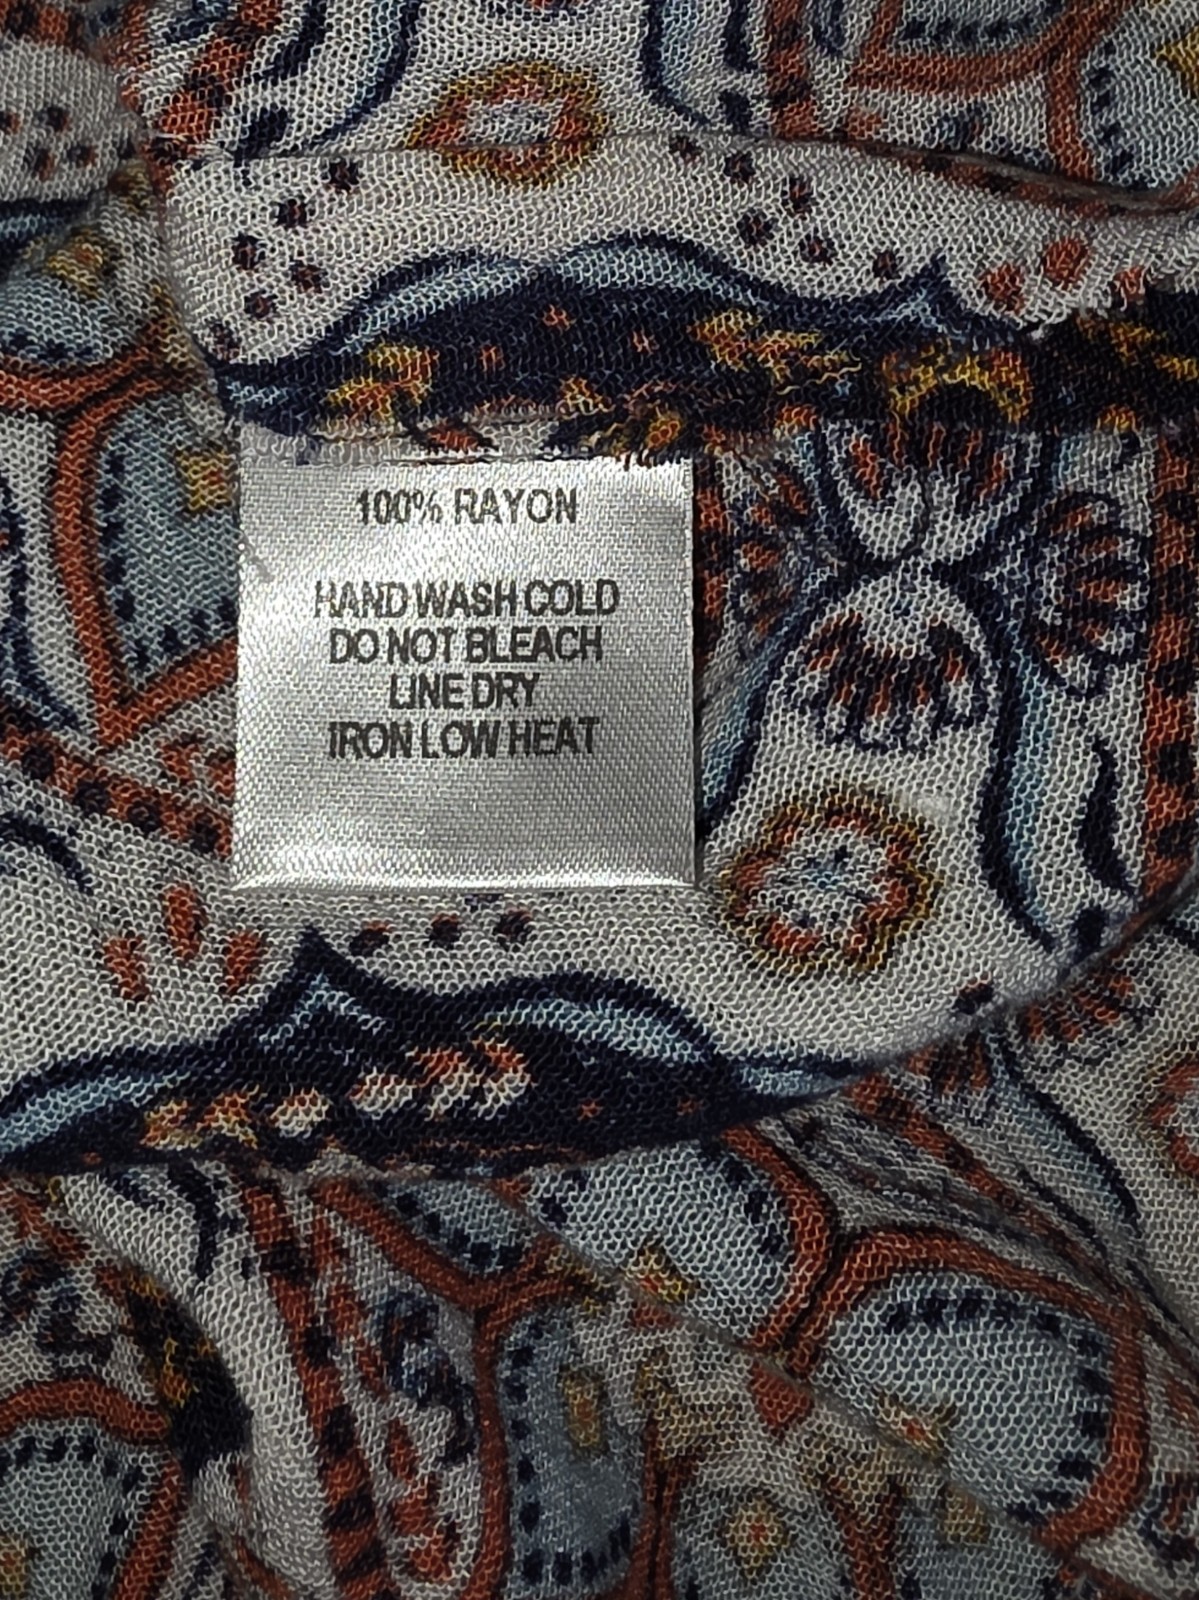 100% RAYON
HAND WASH COLD
DO NOT BLEACH
LINE DRY
IRON LOW HEAT